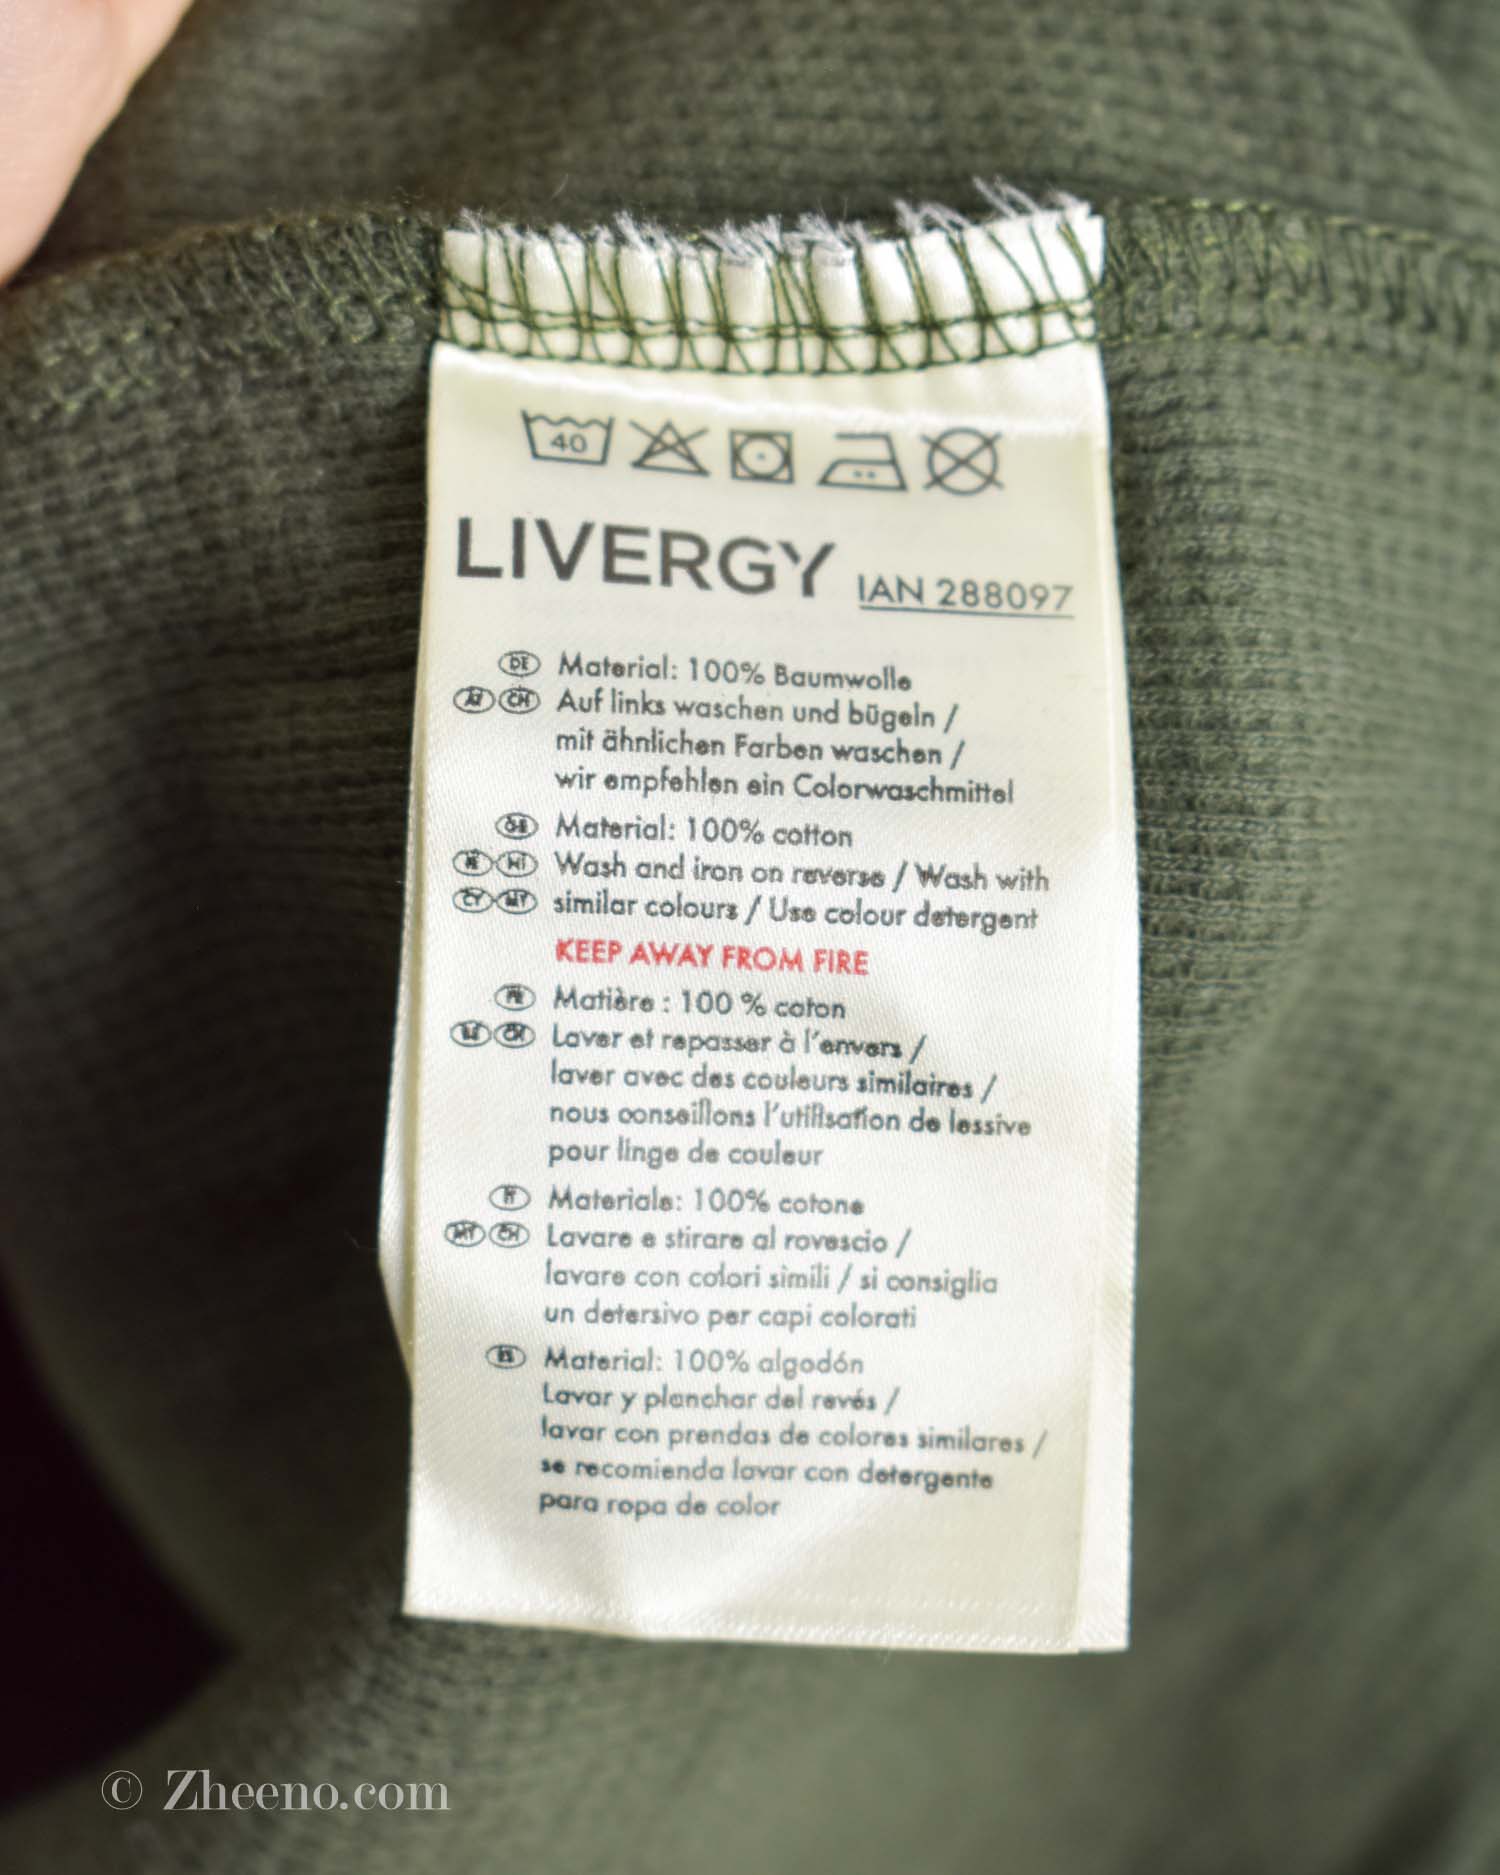 40
LIVERGY IAN 288097
DE Material: 100% Baumwolle
AT CH Auf links waschen und bügeln /
mit ähnlichen Farben waschen /
wir empfehlen ein Colorwaschmittel
GB Material: 100% cotton
IE NI Wash and iron on reverse / Wash with
CY MT similar colours / Use colour detergent
KEEP AWAY FROM FIRE
FR Matière : 100 % coton
BE CH Laver et repasser à l'envers /
laver avec des couleurs similaires /
nous conseillons l'utilisation de lessive
pour linge de couleur
IT Materiale: 100% cotone
MT CH Lavare e stirare al rovescio /
lavare con colori simili / si consiglia
un detersivo per capi colorati
ES Material: 100% algodón
Lavar y planchar del revés /
lavar con prendas de colores similares /
se recomienda lavar con detergente
para ropa de color
© Zheeno.com